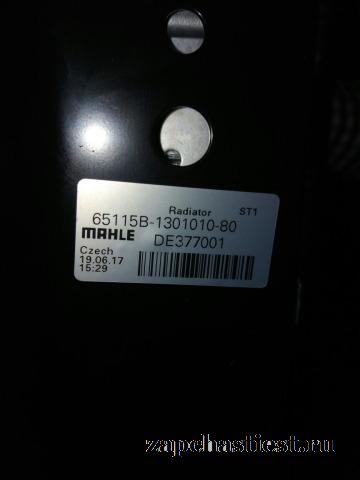 Radiator ST1
65115B-1301010-80
MAHLE DE377001
Czech
19.06.17
15:29
zapchastiest.ru